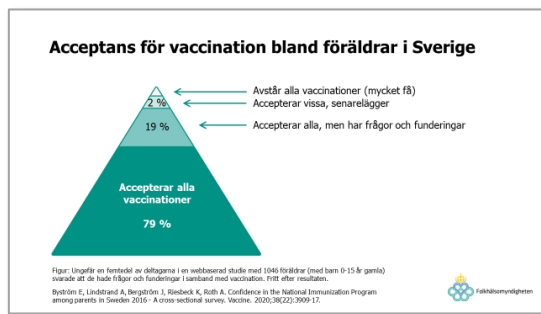 Acceptans för vaccination bland föräldrar i Sverige
Avstår alla vaccinationer (mycket få)
2 %
Accepterar vissa, senarelägger
19 %
Accepterar alla, men har frågor och funderingar
Accepterar alla
vaccinationer
79 %
Figur: Ungefär en femtedel av deltagarna i en webbaserad studie med 1046 föräldrar (med barn 0-15 år gamla)
svarade att de hade frågor och funderingar i samband med vaccination. Fritt efter resultaten.
Byström E, Lindstrand A, Bergström J, Riesbeck K, Roth A. Confidence in the National Immunization Program
among parents in Sweden 2016 - A cross-sectional survey. Vaccine. 2020;38(22):3909-17.
Folkhälsomyndigheten